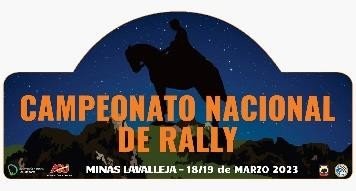 CAMPEONATO NACIONAL
DE RALLY
MINAS LAVALLEJA - 18/19 de MARZO 2023